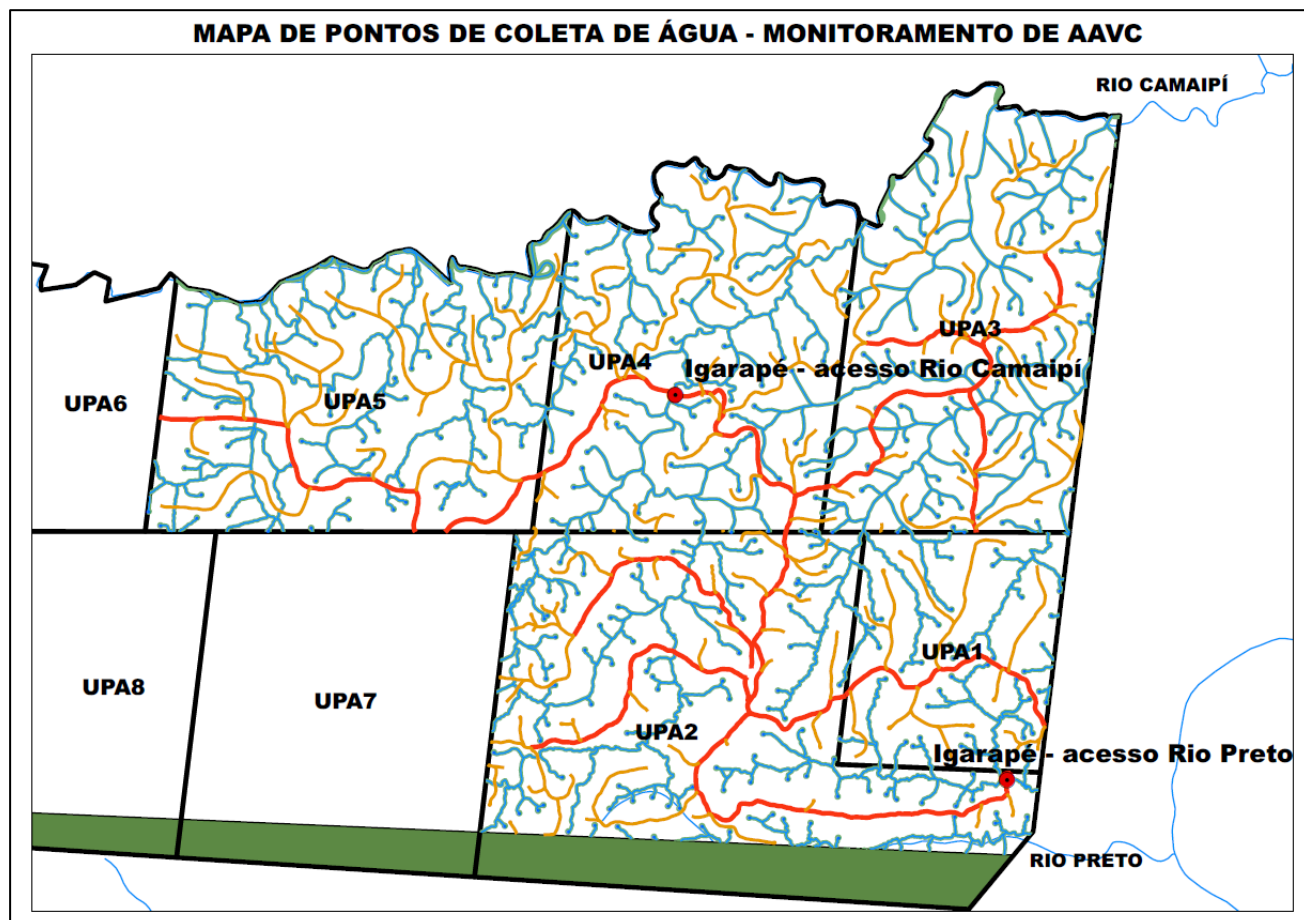 MAPA DE PONTOS DE COLETA DE ÁGUA - MONITORAMENTO DE AAVC
RIO CAMAIPÍ
UPA3
UPA4
Igarapé - acesso Rio Camaipí
UPA6
UPA5
UPA1
UPA8
UPA7
UPA2
Igarapé - acesso Rio Preto
RIO PRETO